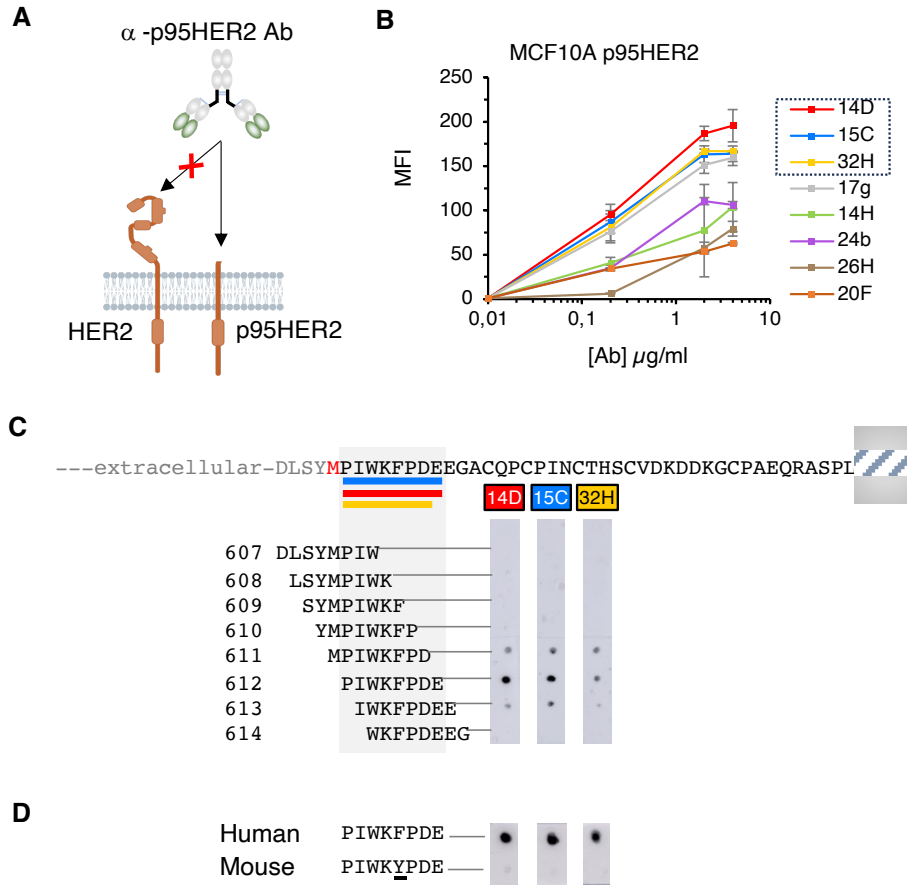 A
α -p95HER2 Ab
HER2
p95HER2
B
MCF10A p95HER2
MFI
250
200
150
100
50
0
0,01
0,1
1
10
[Ab] µg/ml
14D
15C
32H
17g
14H
24b
26H
20F
C
---extracellular-DLSYMPIWKFPDEEGACQPCPINCTHSCVDKDDKGCPAEQRASPL
14D 15C 32H
607 DLSYMPIW
608 LSYMPIWK
609 SYMPIWKF
610 YMPIWKFP
611 MPIWKFPD
612 PIWKFPDE
613 IWKFPDEE
614 WKFPDEEG
D
Human PIWKFPDE
Mouse PIWKYPDE